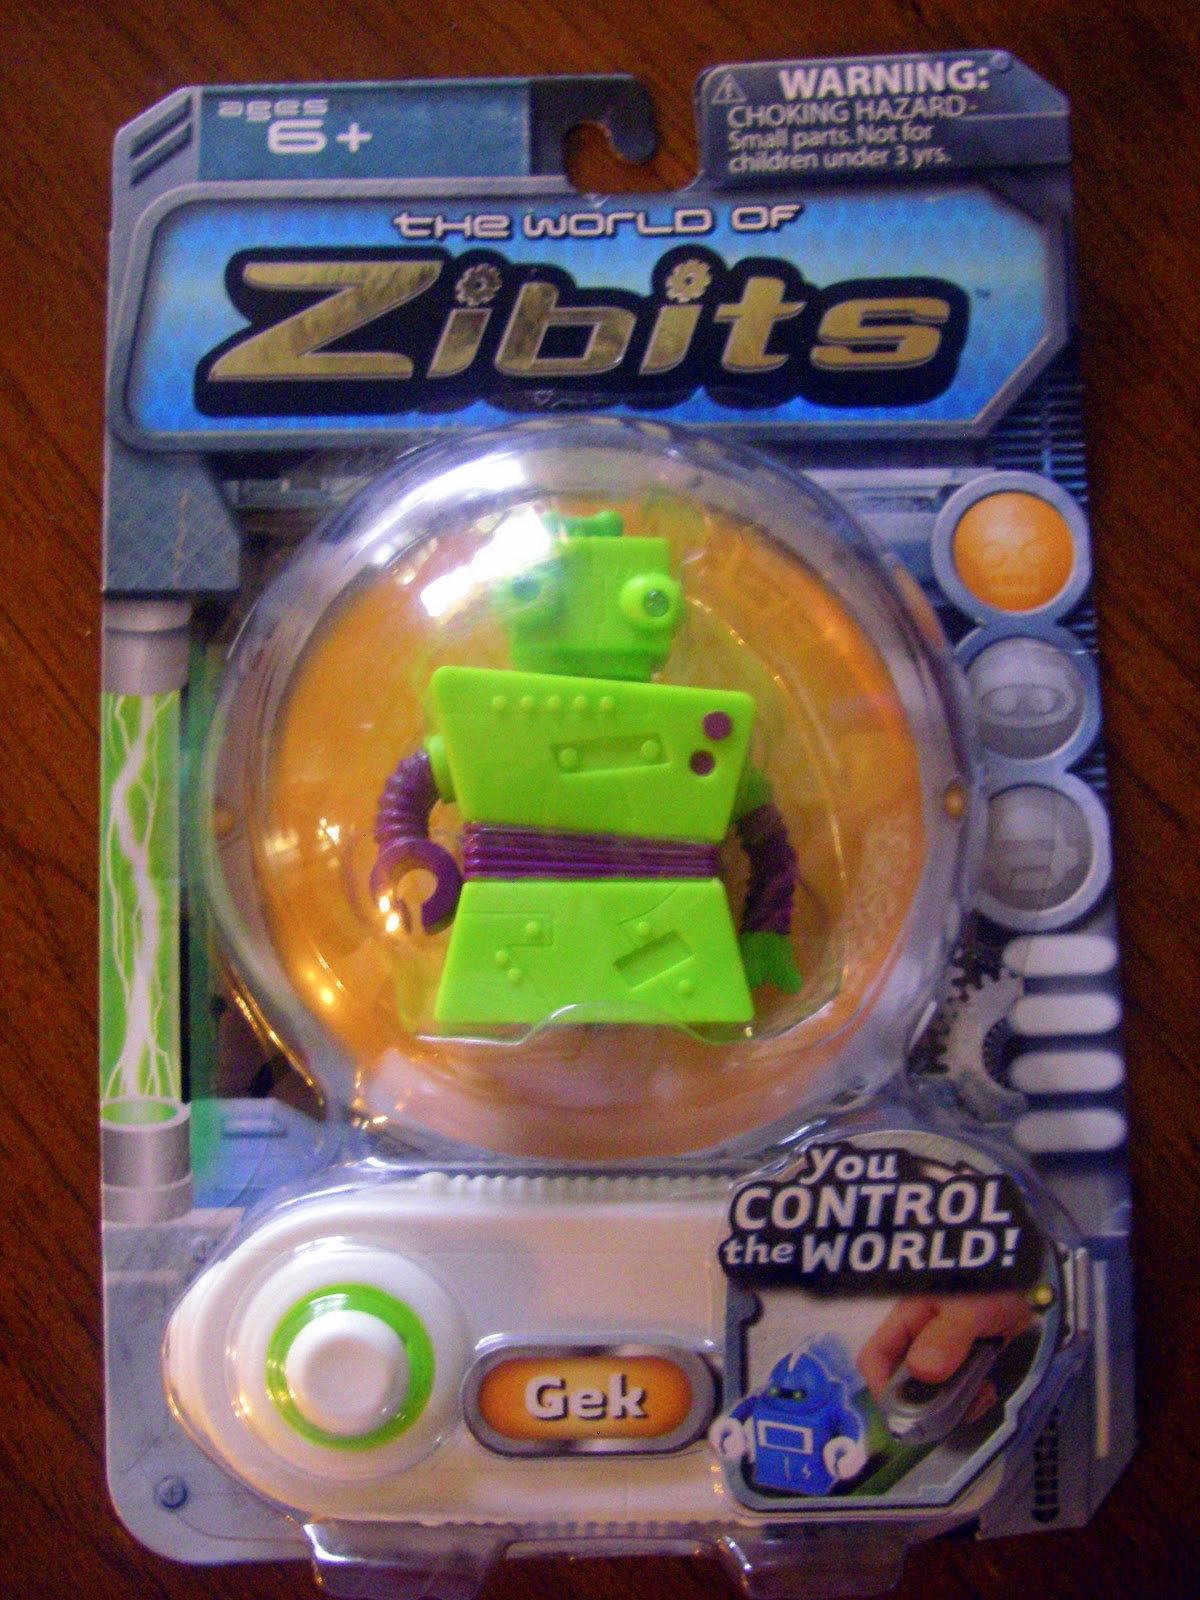 ages
6+
WARNING:
CHOKING HAZARD-
Small parts. Not for
children under 3 yrs.
THE WORLD OF
Zibits
™
you
CONTROL
the WORLD!
Gek